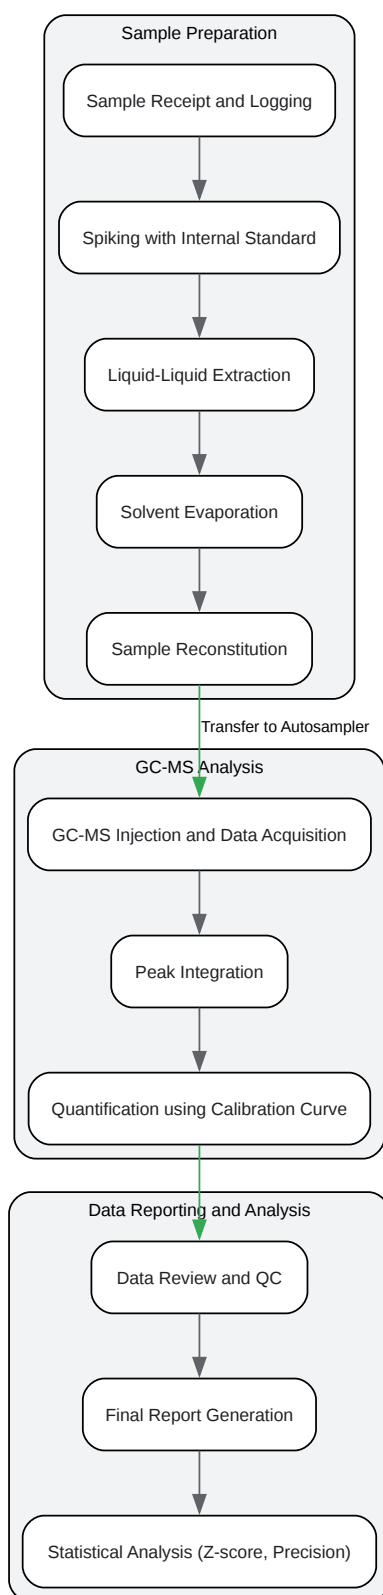 Sample Preparation
Sample Receipt and Logging
Spiking with Internal Standard
Liquid-Liquid Extraction
Solvent Evaporation
Sample Reconstitution
Transfer to Autosampler
GC-MS Analysis
GC-MS Injection and Data Acquisition
Peak Integration
Quantification using Calibration Curve
Data Reporting and Analysis
Data Review and QC
Final Report Generation
Statistical Analysis (Z-score, Precision)